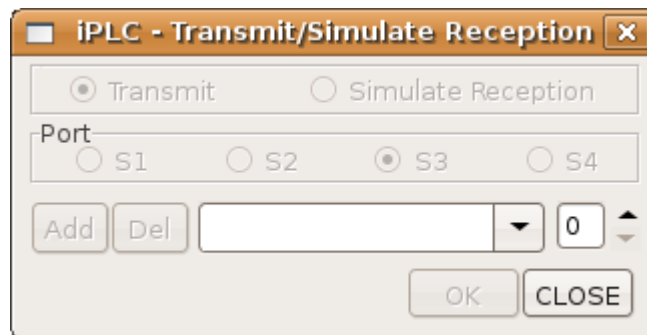 iPLC - Transmit/Simulate Reception
Transmit Simulate Reception
Port
S1 S2 S3 S4
Add Del 0
OK CLOSE